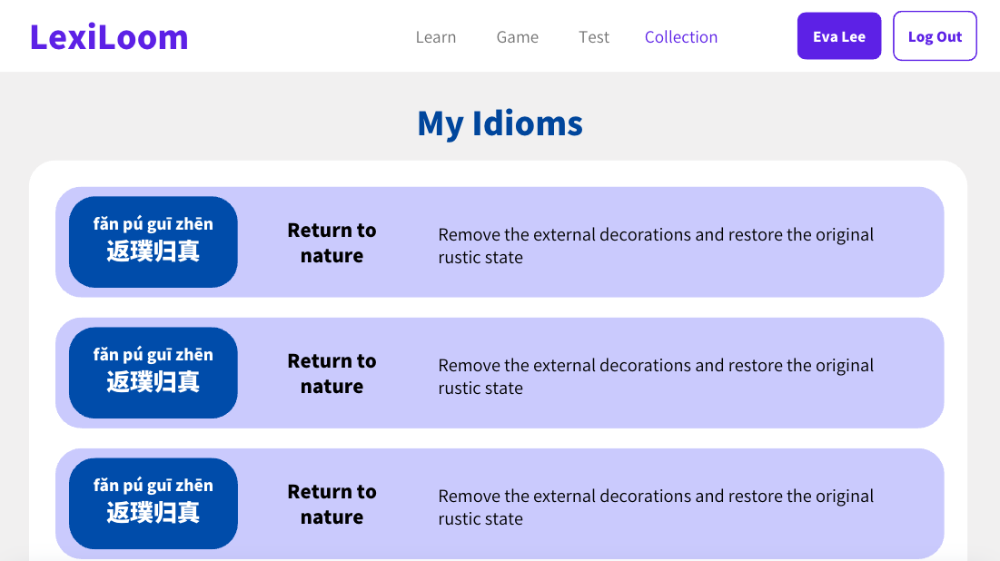 LexiLoom
Learn Game Test Collection Eva Lee Log Out
My Idioms
fǎn pú guī zhēn
返璞归真
Return to
nature
Remove the external decorations and restore the original
rustic state
fǎn pú guī zhēn
返璞归真
Return to
nature
Remove the external decorations and restore the original
rustic state
fǎn pú guī zhēn
返璞归真
Return to
nature
Remove the external decorations and restore the original
rustic state